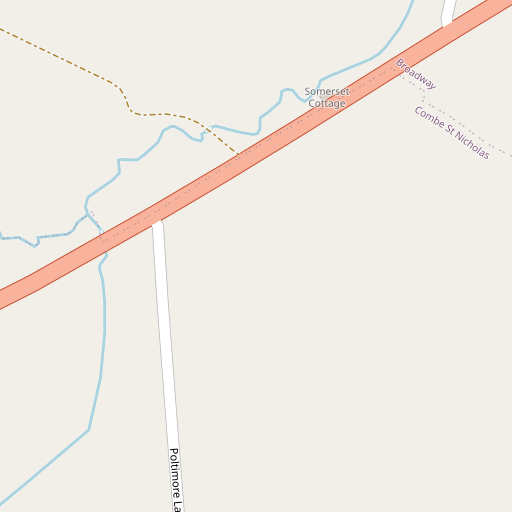 Broadway
Somerset
Cottage
Combe St Nicholas
Poltimore La